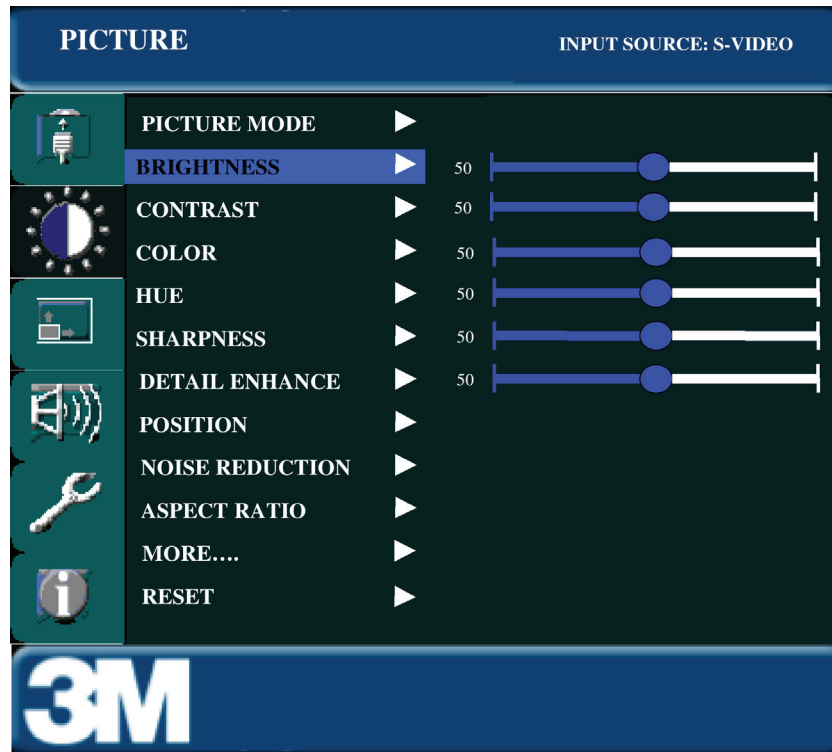 PICTURE
INPUT SOURCE: S-VIDEO
PICTURE MODE
BRIGHTNESS 50
CONTRAST 50
COLOR 50
HUE 50
SHARPNESS 50
DETAIL ENHANCE 50
POSITION
NOISE REDUCTION
ASPECT RATIO
MORE....
RESET
i
3M